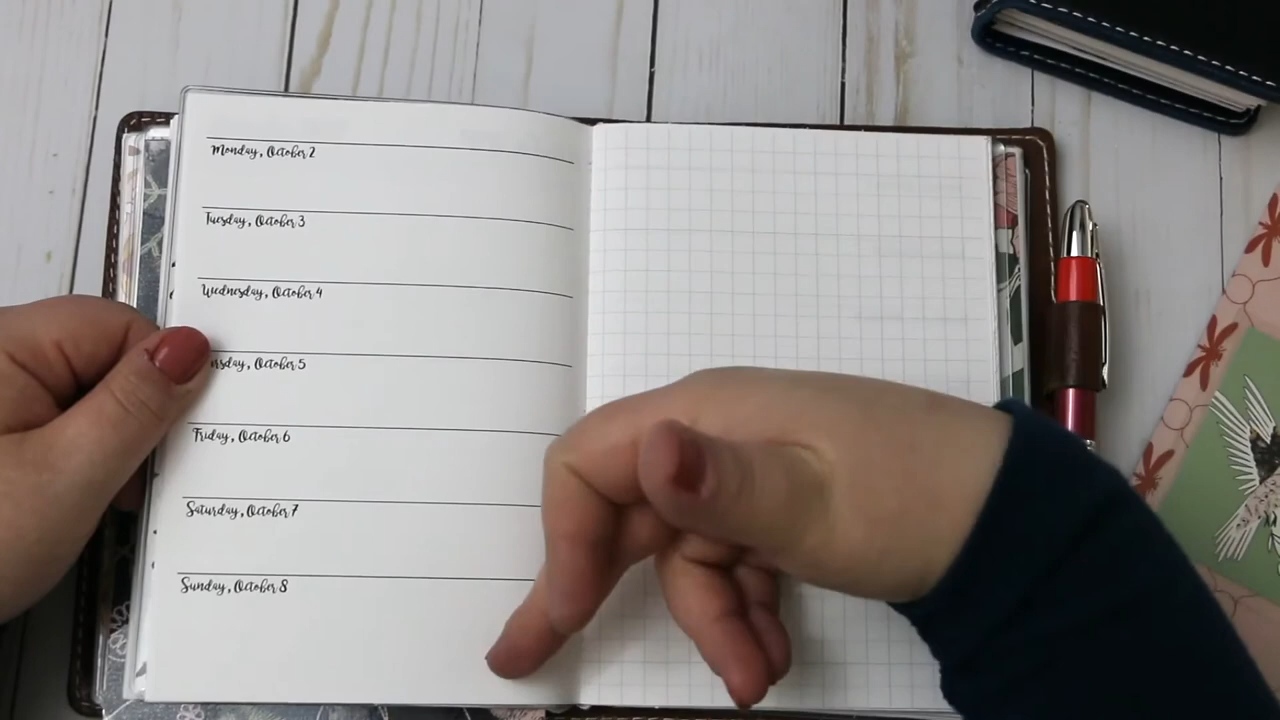 Monday, October 2
Tuesday, October 3
Wednesday, October 4
rsday, October 5
Friday, October 6
Saturday, October 7
Sunday, October 8